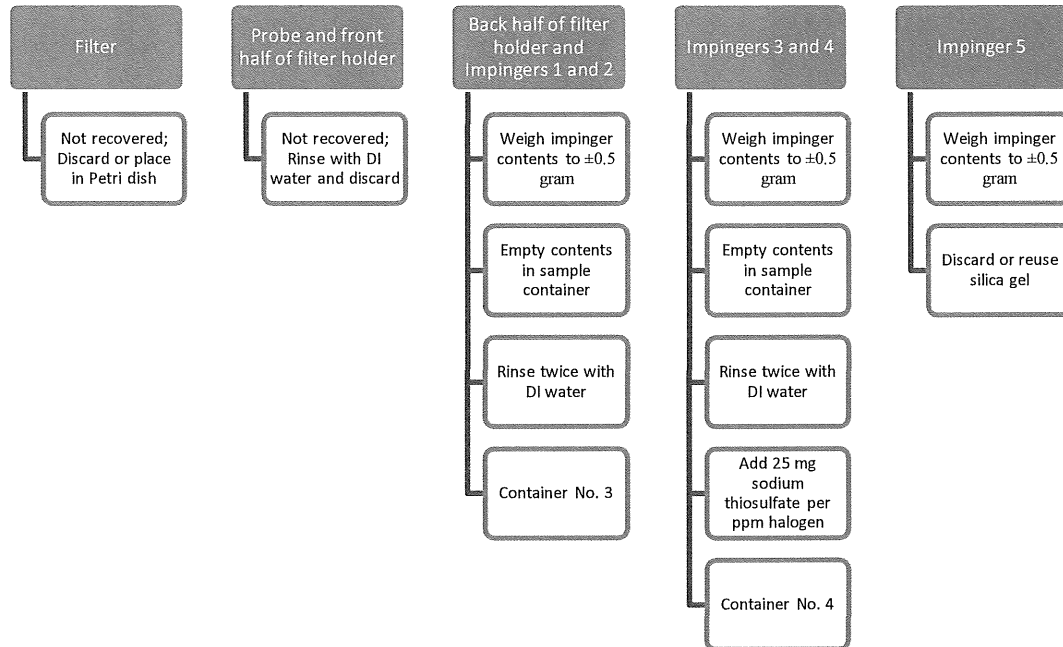 Filter
Not recovered;
Discard or place
in Petri dish
Probe and front
half of filter holder
Not recovered;
Rinse with DI
water and discard
Back half of filter
holder and
Impingers 1 and 2
Weigh impinger
contents to ±0.5
gram
Empty contents
in sample
container
Rinse twice with
DI water
Container No. 3
Impingers 3 and 4
Weigh impinger
contents to ±0.5
gram
Empty contents
in sample
container
Rinse twice with
DI water
Add 25 mg
sodium
thiosulfate per
ppm halogen
Container No. 4
Impinger 5
Weigh impinger
contents to ±0.5
gram
Discard or reuse
silica gel